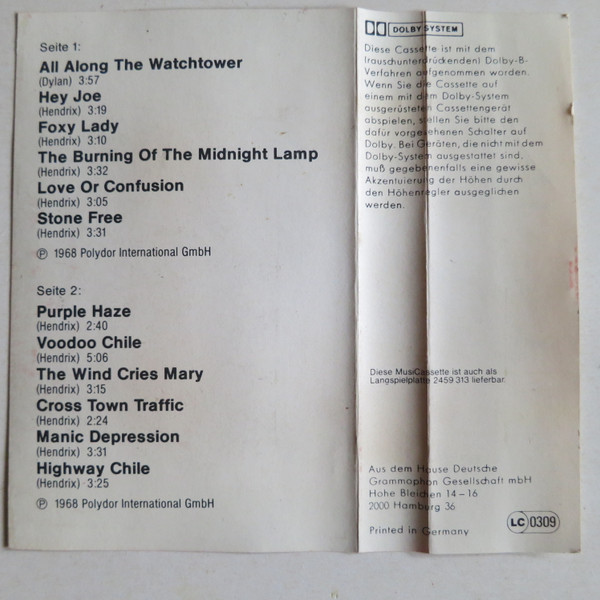 Seite 1:
All Along The Watchtower
(Dylan) 3:57
Hey Joe
(Hendrix) 3:19
Foxy Lady
(Hendrix) 3:10
The Burning Of The Midnight Lamp
(Hendrix) 3:32
Love Or Confusion
(Hendrix) 3:05
Stone Free
(Hendrix) 3:31
℗ 1968 Polydor International GmbH
Seite 2:
Purple Haze
(Hendrix) 2:40
Voodoo Chile
(Hendrix) 5:06
The Wind Cries Mary
(Hendrix) 3:15
Cross Town Traffic
(Hendrix) 2:24
Manic Depression
(Hendrix) 3:31
Highway Chile
(Hendrix) 3:25
℗ 1968 Polydor International GmbH
DOLBY SYSTEM
Diese Cassette ist mit dem
(rauschunterdrückenden) Dolby-B-
Verfahren aufgenommen worden.
Wenn Sie die Cassette auf
einem mit dem Dolby-System
ausgerüsteten Cassettengerät
abspielen, stellen Sie bitte den
dafür vorgesehenen Schalter auf
Dolby. Bei Geräten, die nicht mit dem
Dolby-System ausgestattet sind,
muß gegebenenfalls eine gewisse
Akzentuierung der Höhen durch
den Höhenregler ausgeglichen
werden.
Diese MusiCassette ist auch als
Langspielplatte 2459 313 lieferbar.
Aus dem Hause Deutsche
Grammophon Gesellschaft mbH
Hohe Bleichen 14-16
2000 Hamburg 36
Printed in Germany
LC 0309